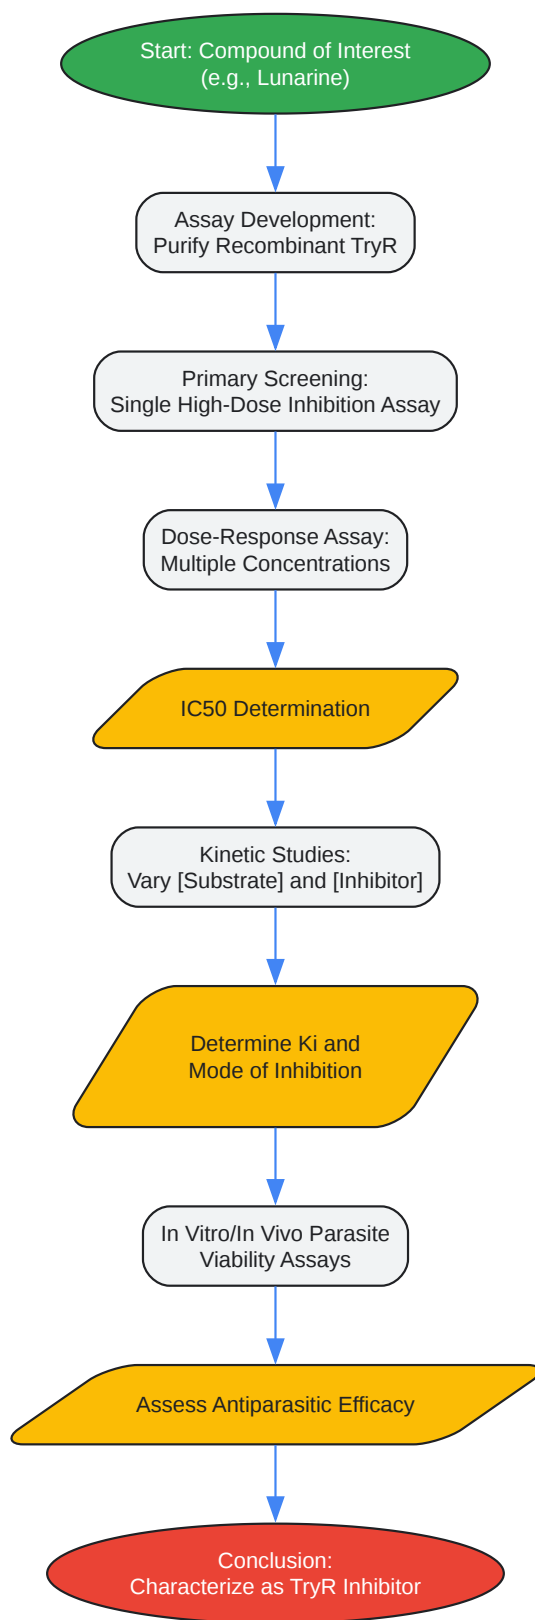 Start: Compound of Interest
(e.g., Lunarine)
Assay Development:
Purify Recombinant TryR
Primary Screening:
Single High-Dose Inhibition Assay
Dose-Response Assay:
Multiple Concentrations
IC50 Determination
Kinetic Studies:
Vary [Substrate] and [Inhibitor]
Determine Ki and
Mode of Inhibition
In Vitro/In Vivo Parasite
Viability Assays
Assess Antiparasitic Efficacy
Conclusion:
Characterize as TryR Inhibitor